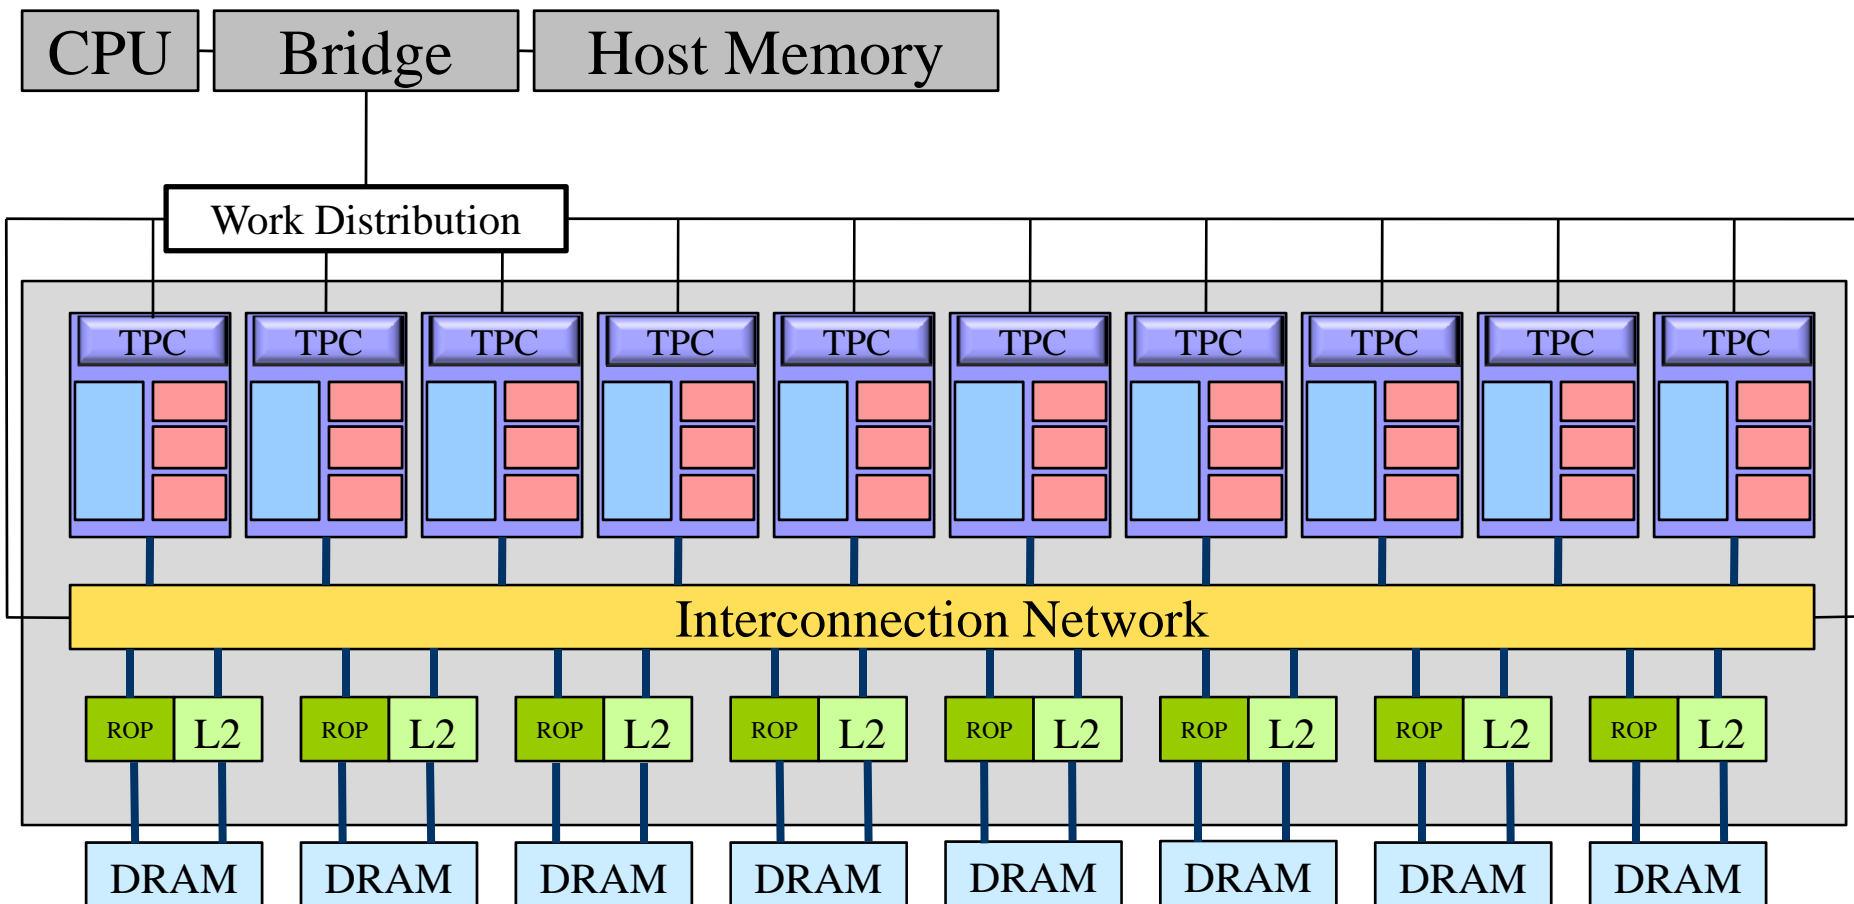 CPU Bridge Host Memory
Work Distribution
TPC TPC TPC TPC TPC TPC TPC TPC TPC TPC
Interconnection Network
ROP L2 ROP L2 ROP L2 ROP L2 ROP L2 ROP L2 ROP L2 ROP L2
DRAM DRAM DRAM DRAM DRAM DRAM DRAM DRAM